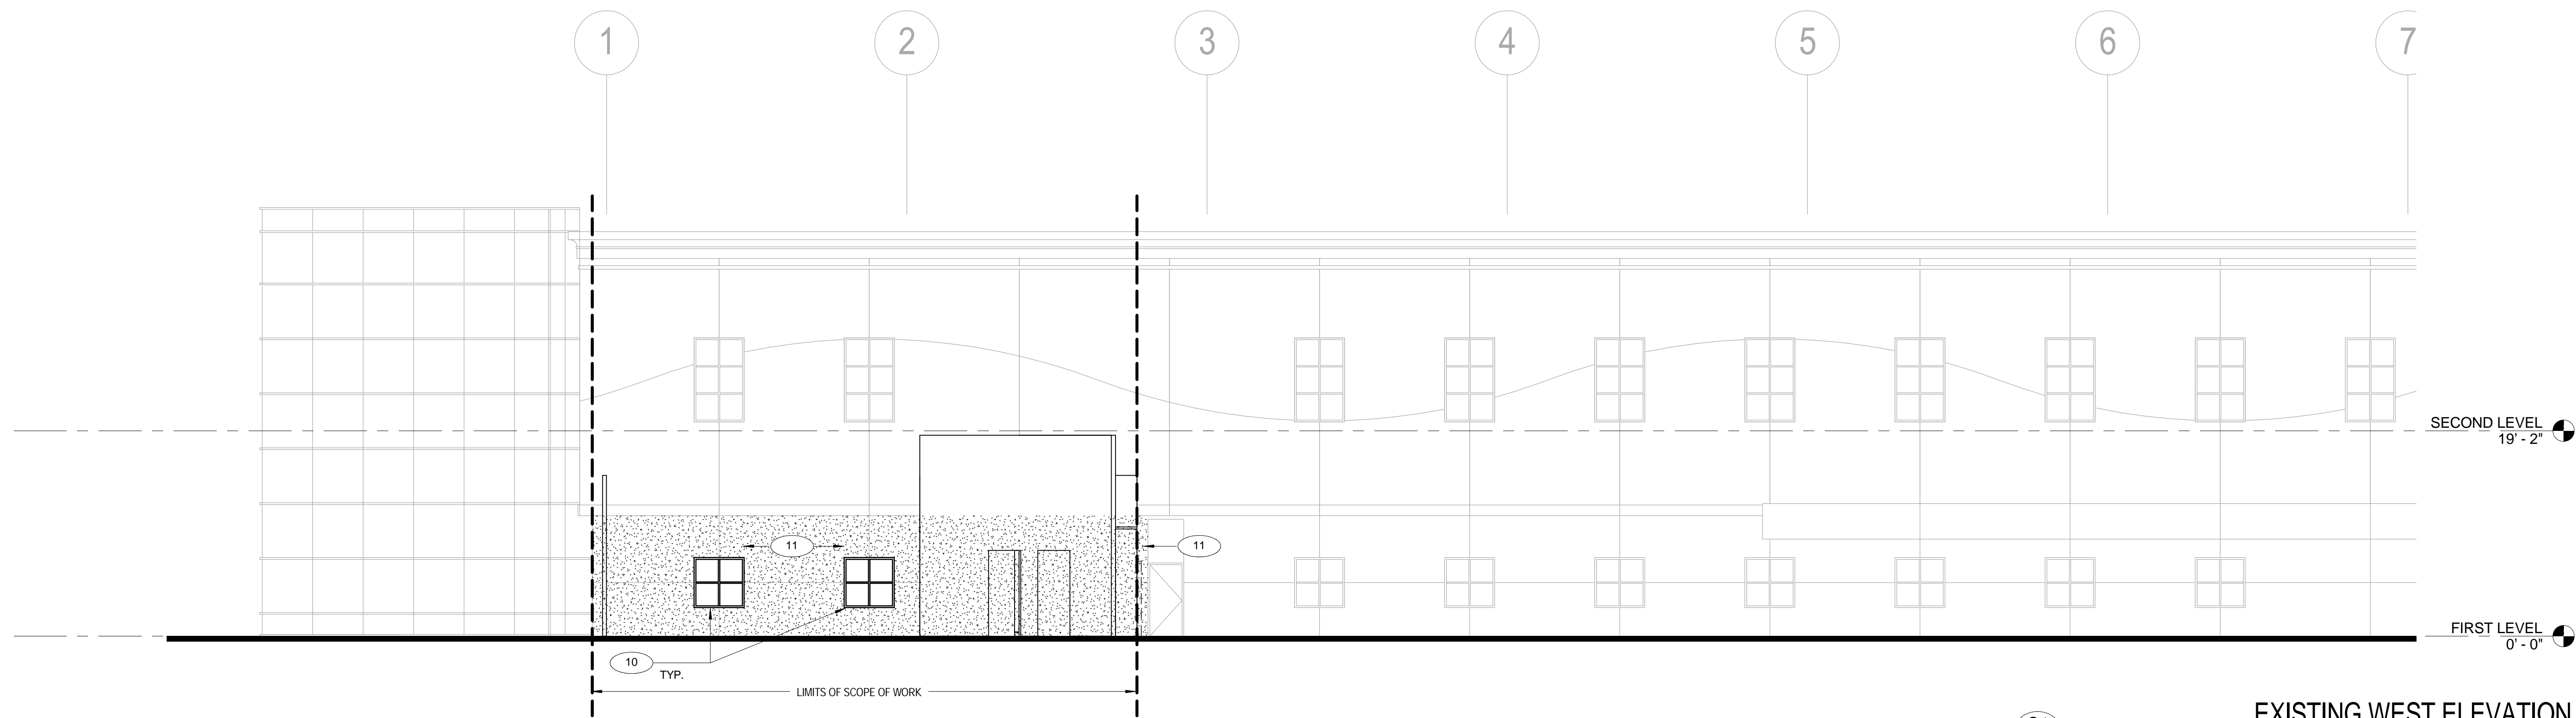 1 2 3 4 5 6 7
SECOND LEVEL
19' - 2"
11 11
FIRST LEVEL
0' - 0"
10
TYP.
LIMITS OF SCOPE OF WORK
EXISTING WEST ELEVATION